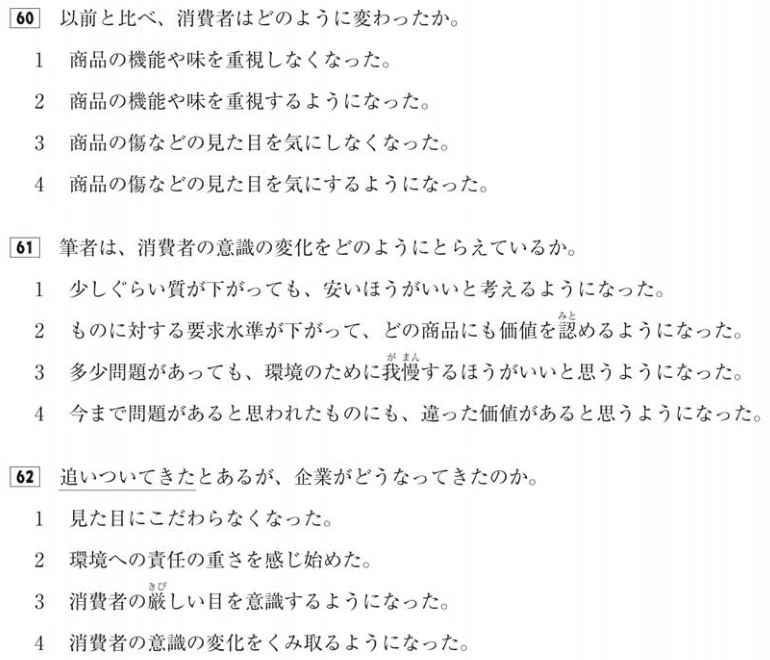 60 以前と比べ、消費者はどのように変わったか。
1 商品の機能や味を重視しなくなった。
2 商品の機能や味を重視するようになった。
3 商品の傷などの見た目を気にしなくなった。
4 商品の傷などの見た目を気にするようになった。
61 筆者は、消費者の意識の変化をどのようにとらえているか。
1 少しぐらい質が下がっても、安いほうがいいと考えるようになった。
2 ものに対する要求水準が下がって、どの商品にも価値を認めるようになった。
3 多少問題があっても、環境のために我慢するほうがいいと思うようになった。
4 今まで問題があると思われたものにも、違った価値があると思うようになった。
62 追いついてきたとあるが、企業がどうなってきたのか。
1 見た目にこだわらなくなった。
2 環境への責任の重さを感じ始めた。
3 消費者の厳しい目を意識するようになった。
4 消費者の意識の変化をくみ取るようになった。